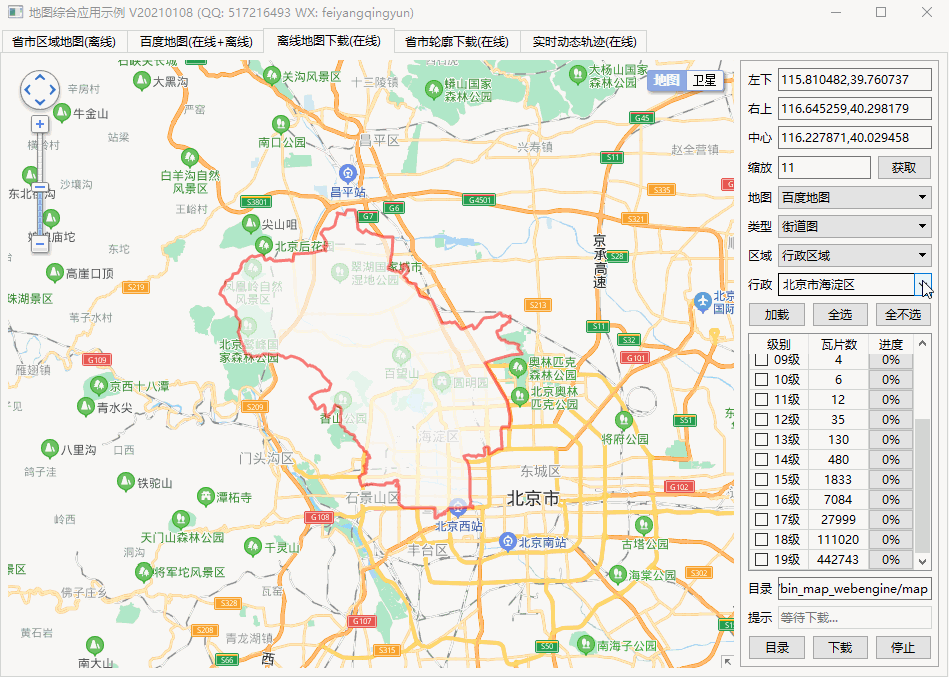 地图综合应用示例 V20210108 (QQ: 517216493 WX: feiyangqingyun)
省市区域地图(离线)
百度地图(在线+离线)
离线地图下载(在线)
省市轮廓下载(在线)
实时动态轨迹(在线)
大黑沟
关沟风景区
十三陵镇
蟒山国家
森林公园
大杨山国家
森林公园
地图
卫星
辛房村
牛金山
严窑
站梁
南口公园
昌平区
G45
兴寿镇
赵全营镇
S11
白羊沟自然
风景区
昌平站
沙塘沟
S3801
G7
G6
G4501
S335
S321
王峪村
尖山咀
北京后花园
东坨
京承高速
S28
高崖口顶
S219
翠湖国家城市
湿地公园
凤凰岭自然
风景区
珠湖景区
苇子水村
S213
北京
国际
S11
S32
G101
G109
雁翅镇
北京鹫峰国
家森林公园
百望山
圆明园
奥林匹克
森林公园
京西十八潭
北京奥林
匹克公园
青水尖
S209
香山公园
S51
海淀区
将府公园
八里沟
口西
门头沟区
鸽子洼
铁驼山
东城区
G102
潭柘寺
石景山区
北京市
岭西
G108
北京西站
天门山森林公园
北京南站
古塔公园
洞沟
千灵山
丰台区
将军坨风景区
海棠公园
S302
佛子庄乡
瓦窑
S328
G107
黄石岩
S208
青龙湖镇
S315
S50
南海子公园
南大山
S66
西
左下 115.810482,39.760737
右上 116.645259,40.298179
中心 116.227871,40.029458
缩放 11 获取
地图 百度地图
类型 街道图
区域 行政区域
行政 北京市海淀区
加载 全选 全不选
级别 瓦片数 进度
09级 4 0%
10级 6 0%
11级 12 0%
12级 35 0%
13级 130 0%
14级 480 0%
15级 1833 0%
16级 7084 0%
17级 27999 0%
18级 111020 0%
19级 442743 0%
目录 bin_map_webengine/map
提示 等待下载...
目录 下载 停止